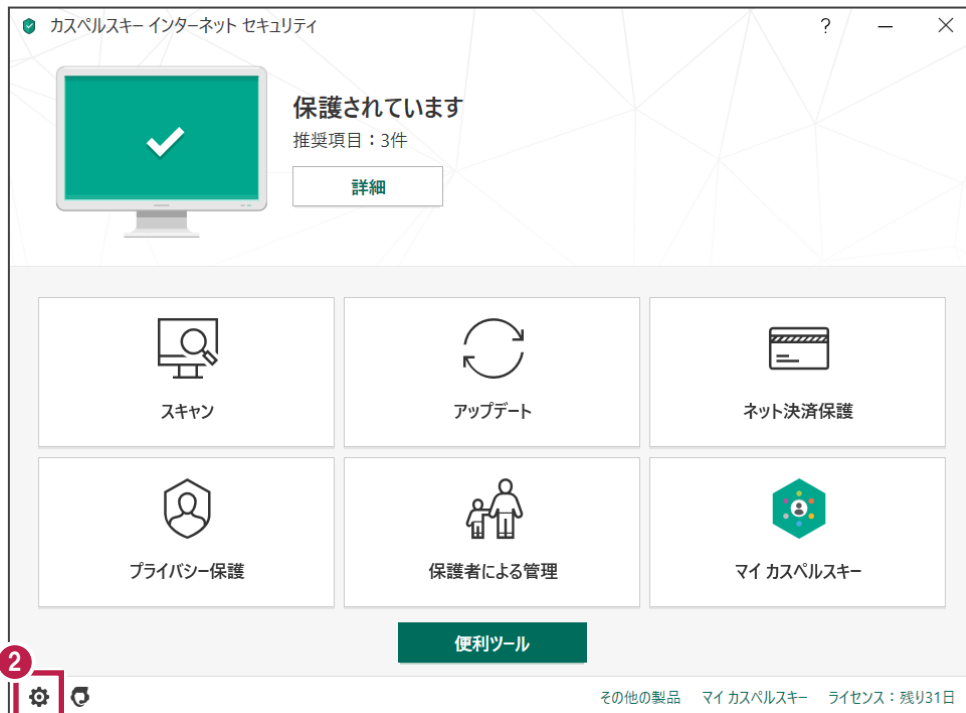 カスペルスキー インターネット セキュリティ
?
保護されています
推奨項目：3件
詳細
スキャン
アップデート
ネット決済保護
プライバシー保護
保護者による管理
マイ カスペルスキー
便利ツール
2
その他の製品 マイ カスペルスキー ライセンス：残り31日